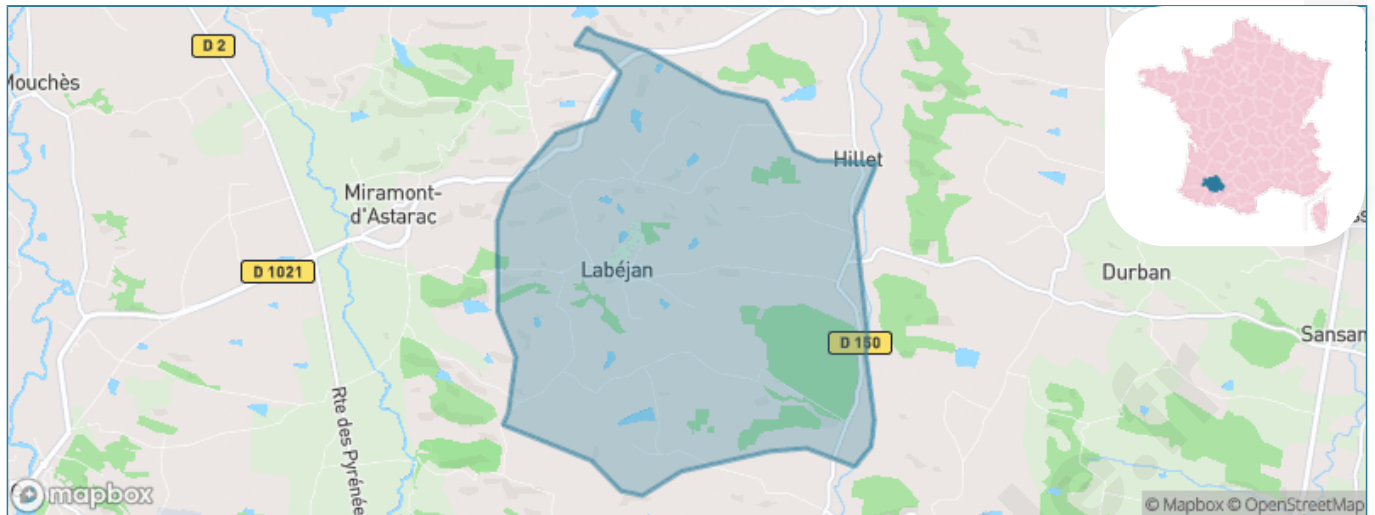 D 2
Mouchès
Hillet
Miramont-
d'Astarac
D 1021
Labéjan
Durban
D 150
Sansan
Rte des Pyrénée
mapbox
© Mapbox © OpenStreetMap